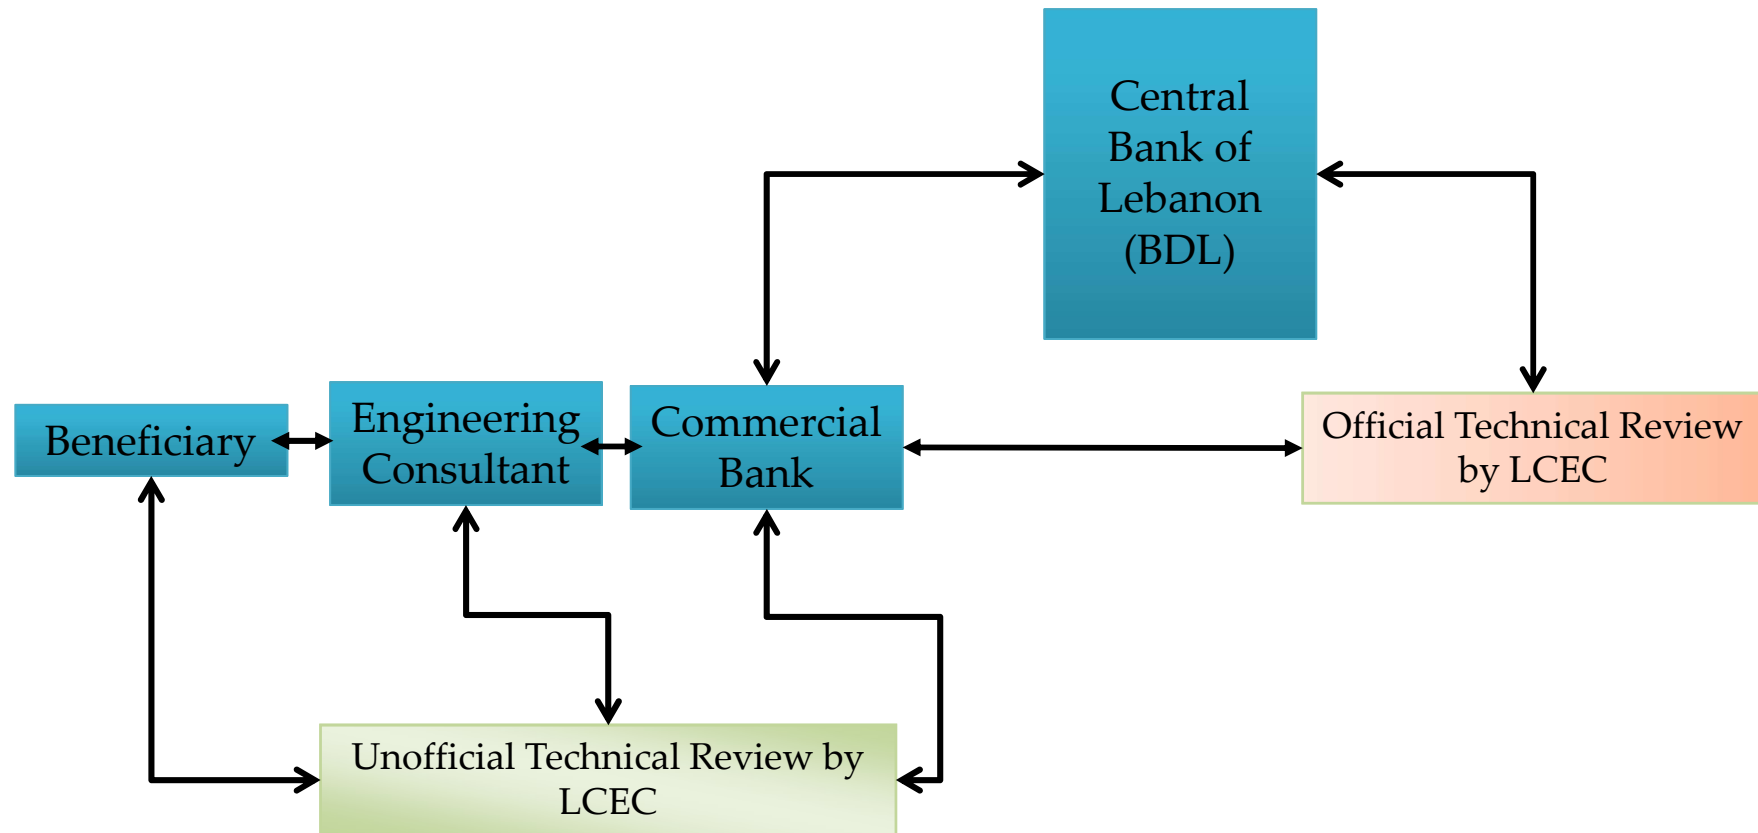 Central
Bank of
Lebanon
(BDL)
Beneficiary
Engineering
Consultant
Commercial
Bank
Official Technical Review
by LCEC
Unofficial Technical Review by
LCEC